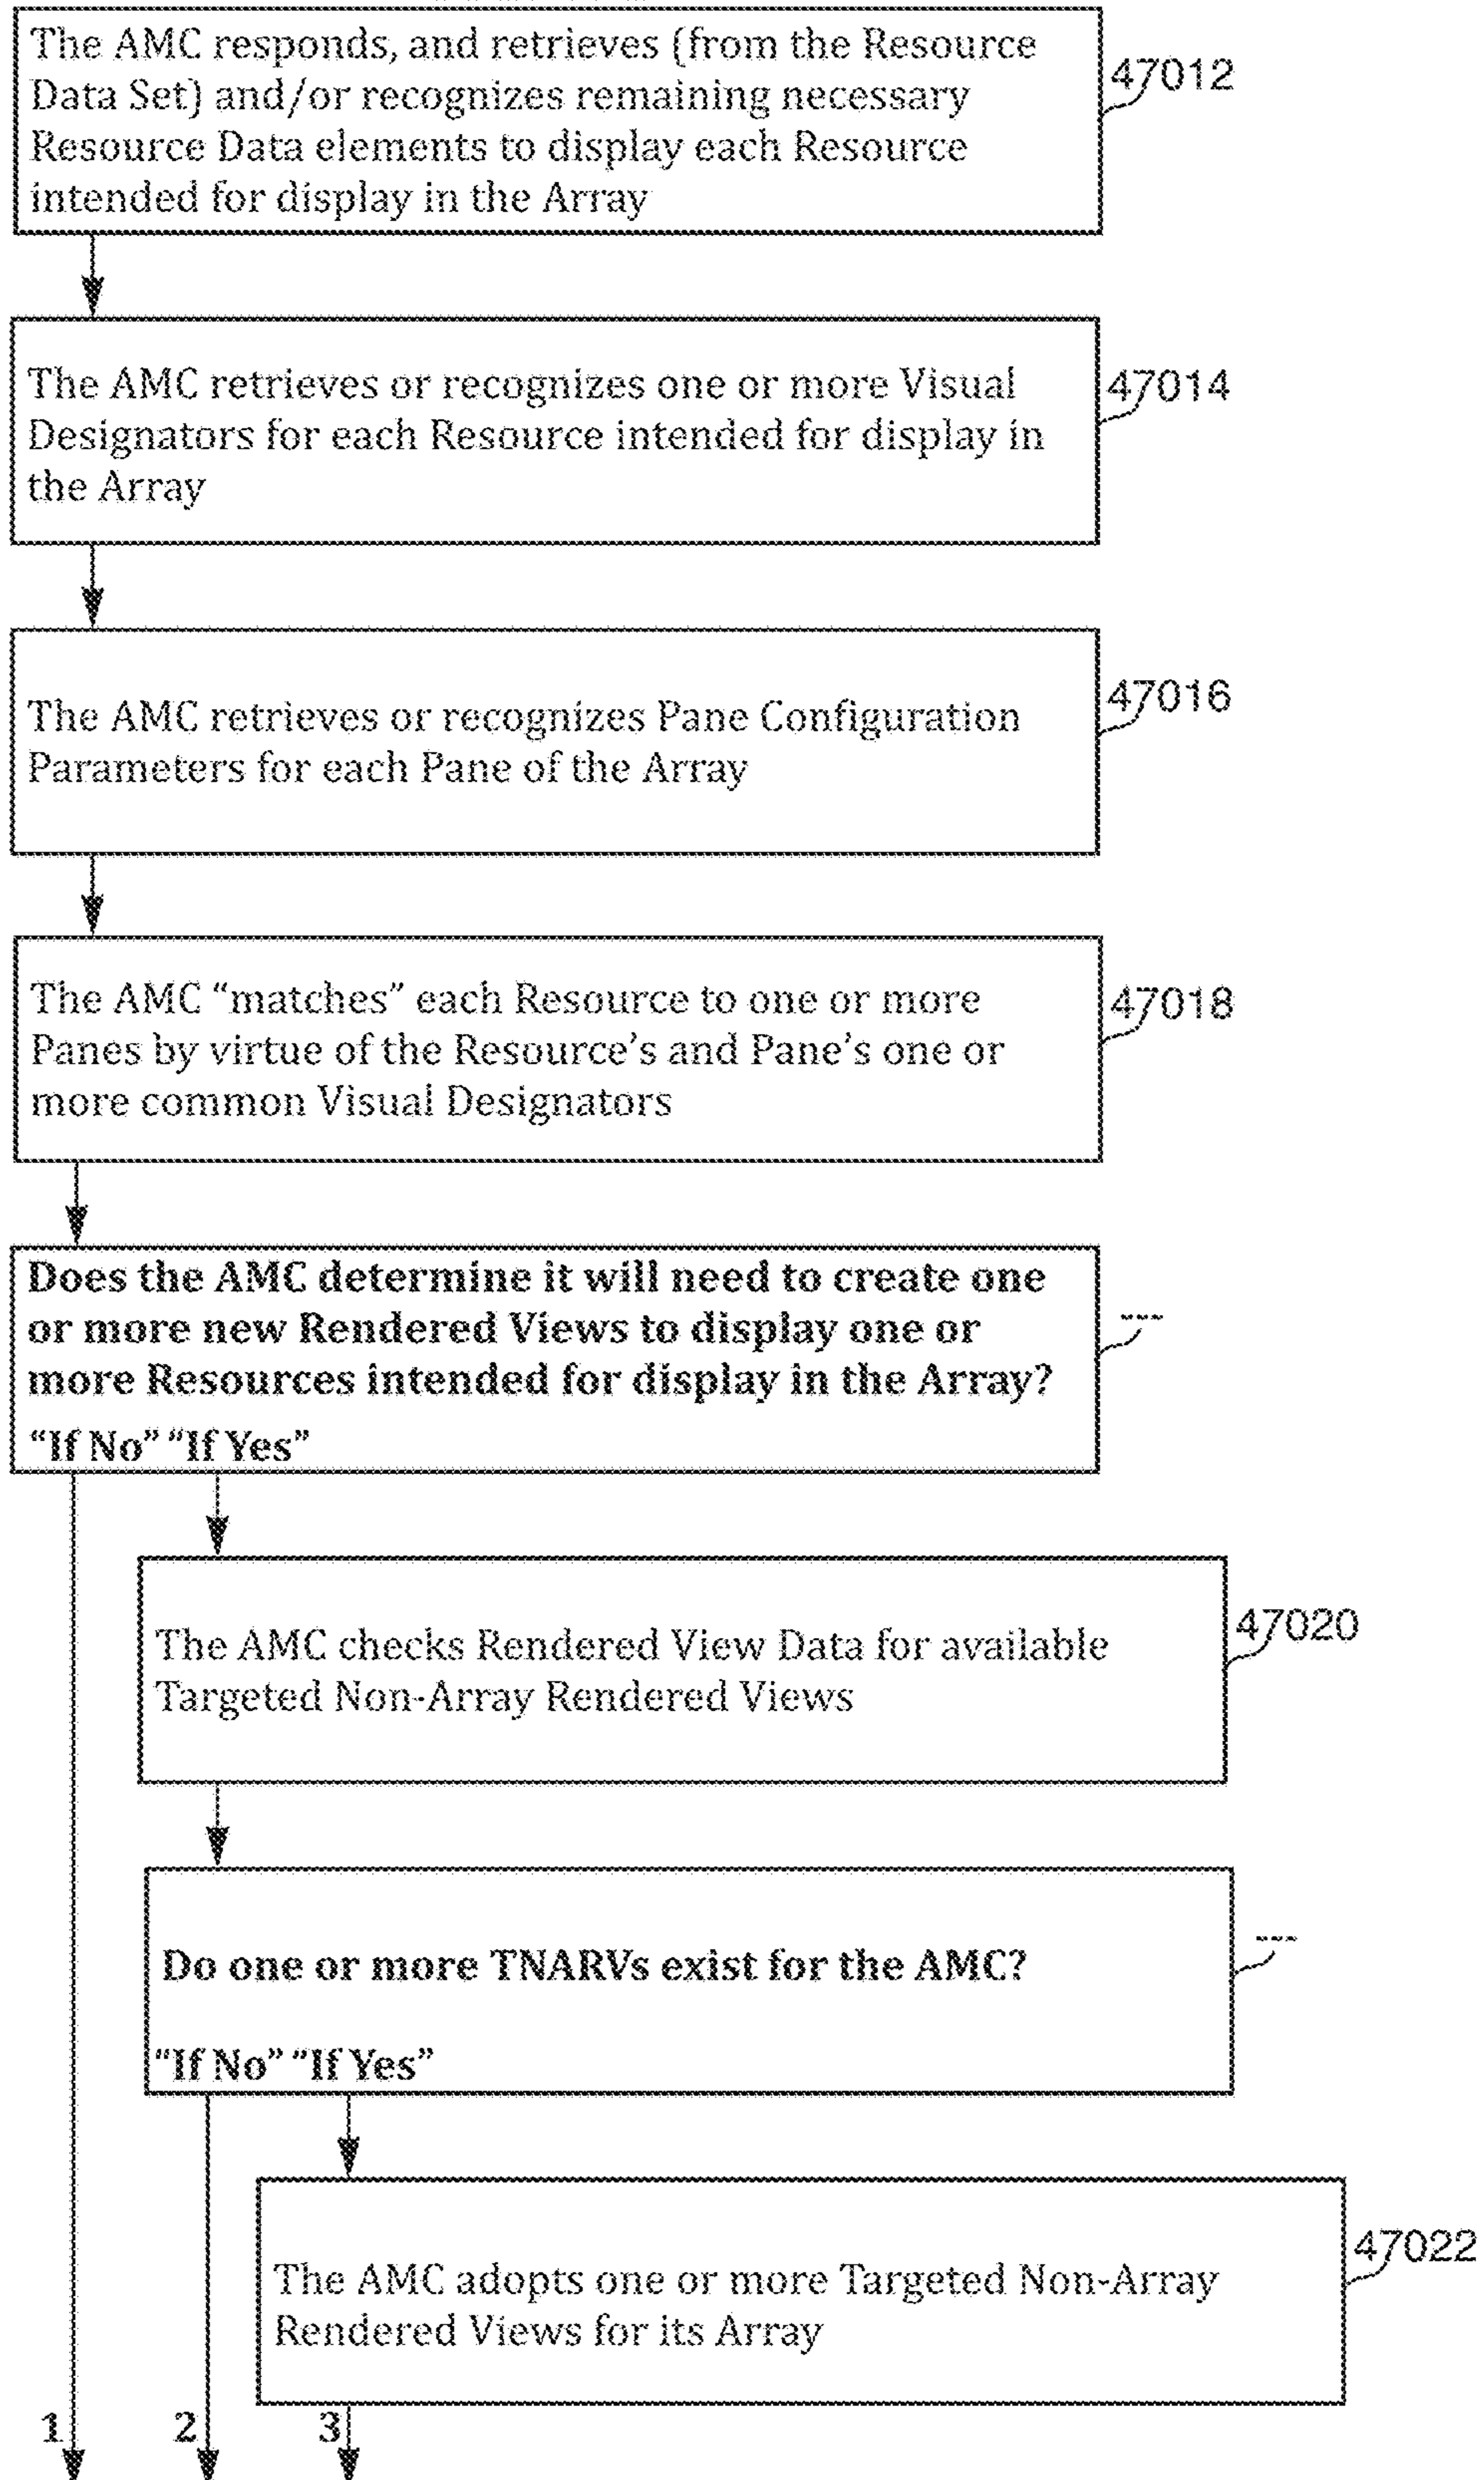 The AMC responds, and retrieves (from the Resource
Data Set) and/or recognizes remaining necessary
Resource Data elements to display each Resource
intended for display in the Array
47012
The AMC retrieves or recognizes one or more Visual
Designators for each Resource intended for display in
the Array
47014
The AMC retrieves or recognizes Pane Configuration
Parameters for each Pane of the Array
47016
The AMC “matches” each Resource to one or more
Panes by virtue of the Resource’s and Pane’s one or
more common Visual Designators
47018
Does the AMC determine it will need to create one
or more new Rendered Views to display one or
more Resources intended for display in the Array?
“If No” “If Yes”
---
The AMC checks Rendered View Data for available
Targeted Non-Array Rendered Views
47020
Do one or more TNARVs exist for the AMC?
“If No” “If Yes”
---
The AMC adopts one or more Targeted Non-Array
Rendered Views for its Array
47022
1 2 3